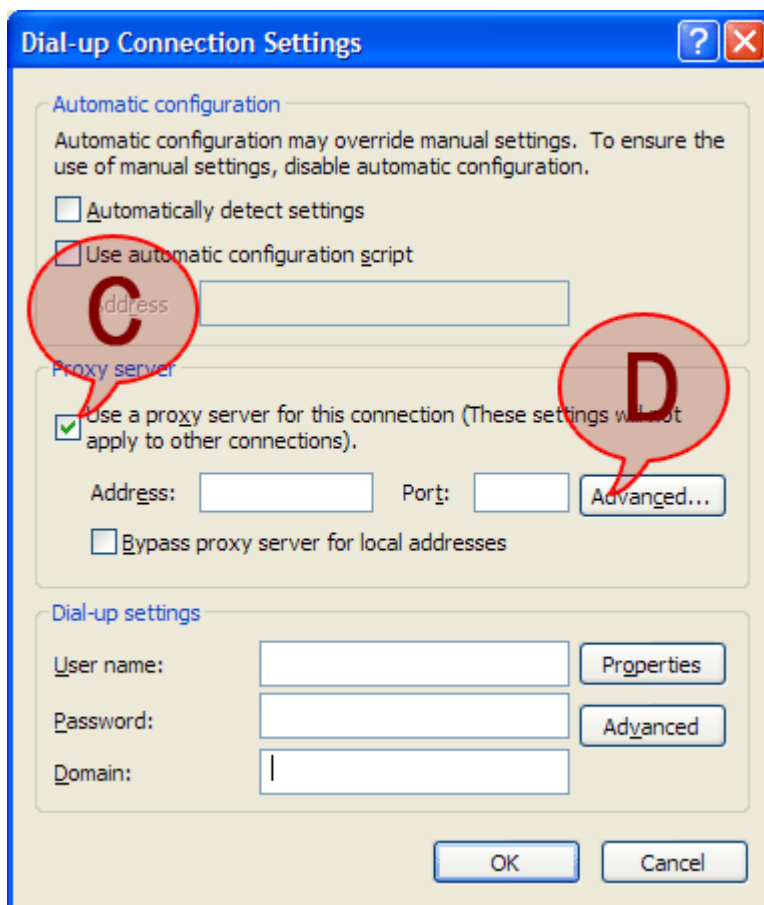 Dial-up Connection Settings
Automatic configuration
Automatic configuration may override manual settings. To ensure the
use of manual settings, disable automatic configuration.
Automatically detect settings
Use automatic configuration script
Address
C
Proxy server
D
Use a proxy server for this connection (These settings will not
apply to other connections).
Address: Port: Advanced...
Bypass proxy server for local addresses
Dial-up settings
User name: Properties
Password: Advanced
Domain:
OK Cancel